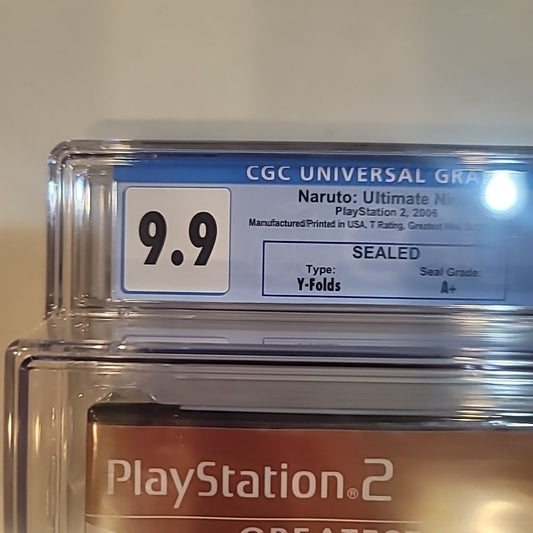 CGC UNIVERSAL GRA
9.9
Naruto: Ultimate Ni
PlayStation 2, 2006
Manufactured/Printed in USA, T Rating, Greatest
SEALED
Type: Seal Grade:
Y-Folds A+
PlayStation®2
GREATEST